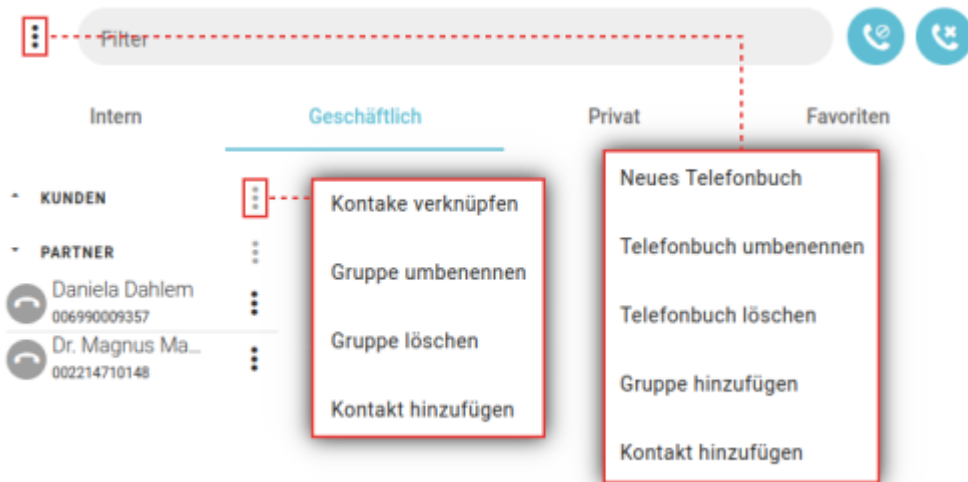 Filter
Intern
Geschäftlich
Privat
Favoriten
KUNDEN
PARTNER
Daniela Dahlem
006990009357
Dr. Magnus Ma...
002214710148
Kontake verknüpfen
Gruppe umbenennen
Gruppe löschen
Kontakt hinzufügen
Neues Telefonbuch
Telefonbuch umbenennen
Telefonbuch löschen
Gruppe hinzufügen
Kontakt hinzufügen